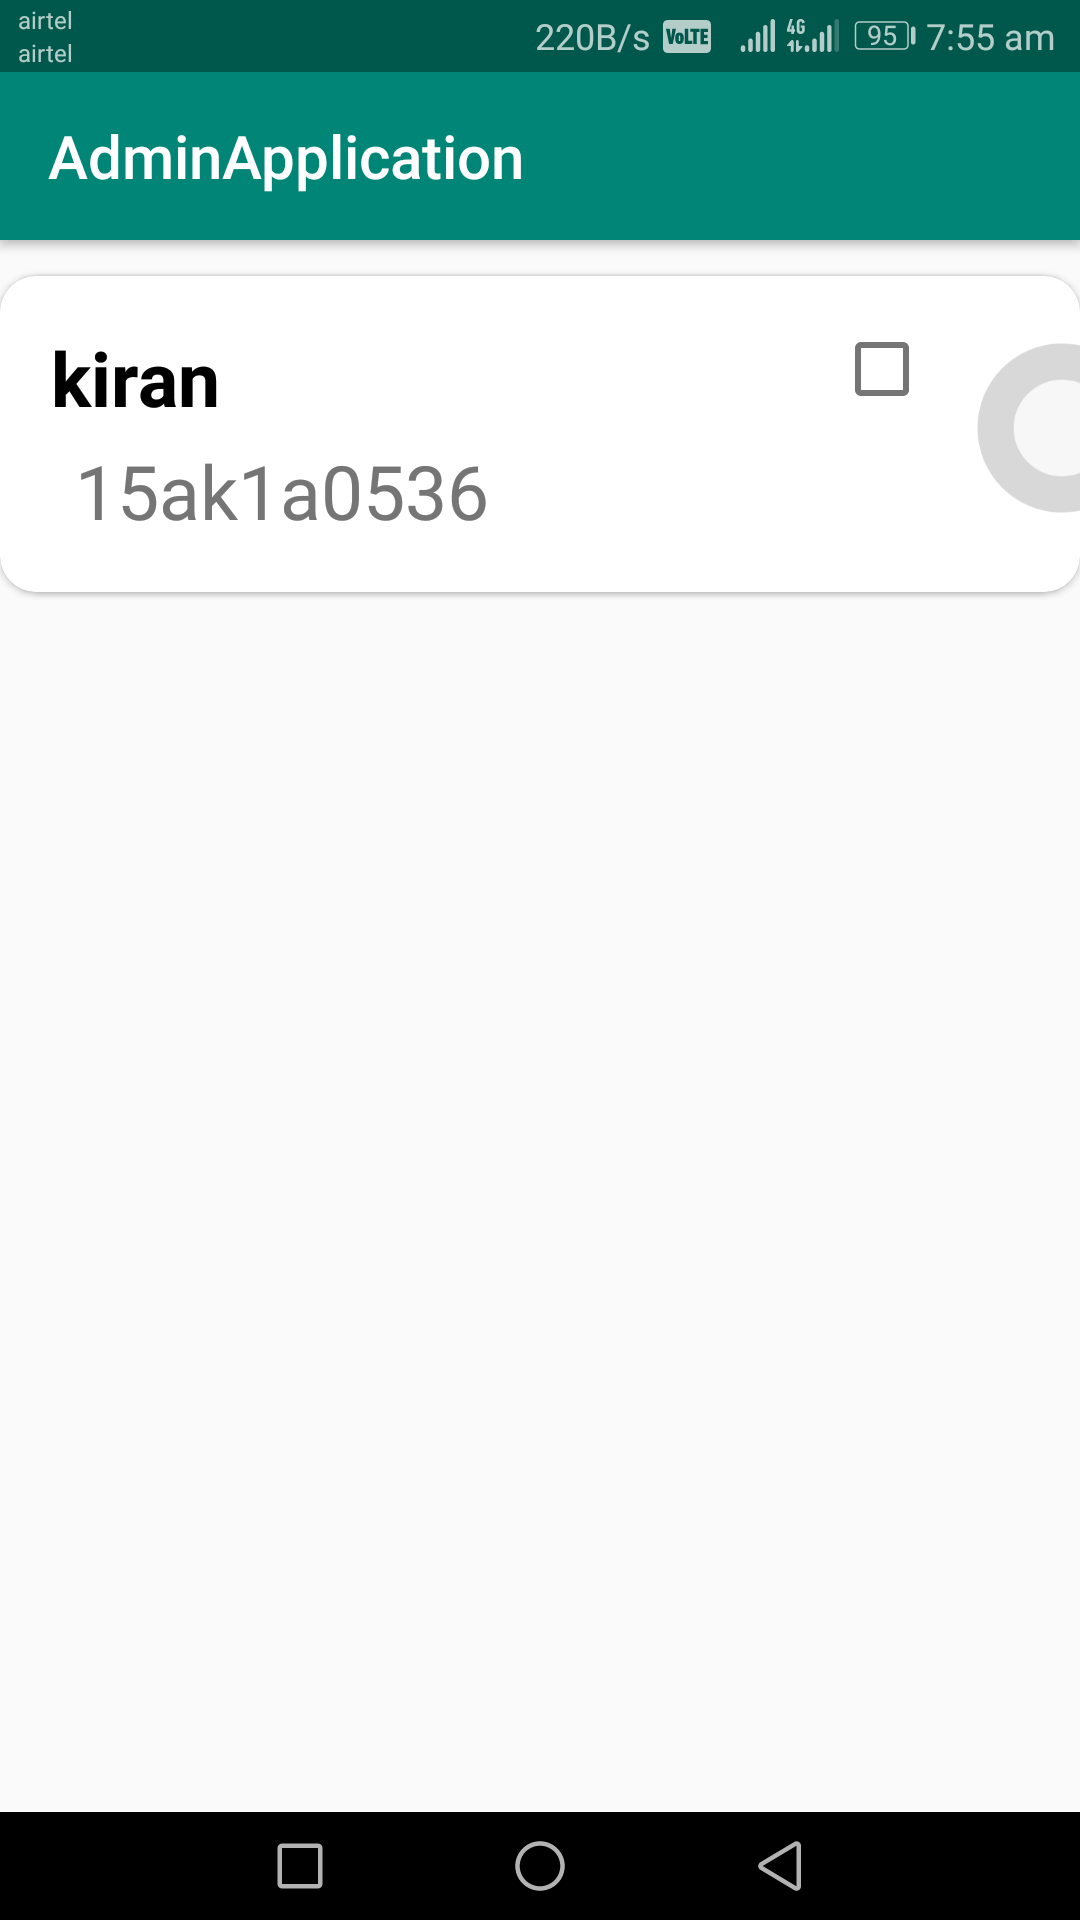 airtel
airtel
220B/s VoLTE 4G 95 7:55 am
AdminApplication
kiran
15ak1a0536